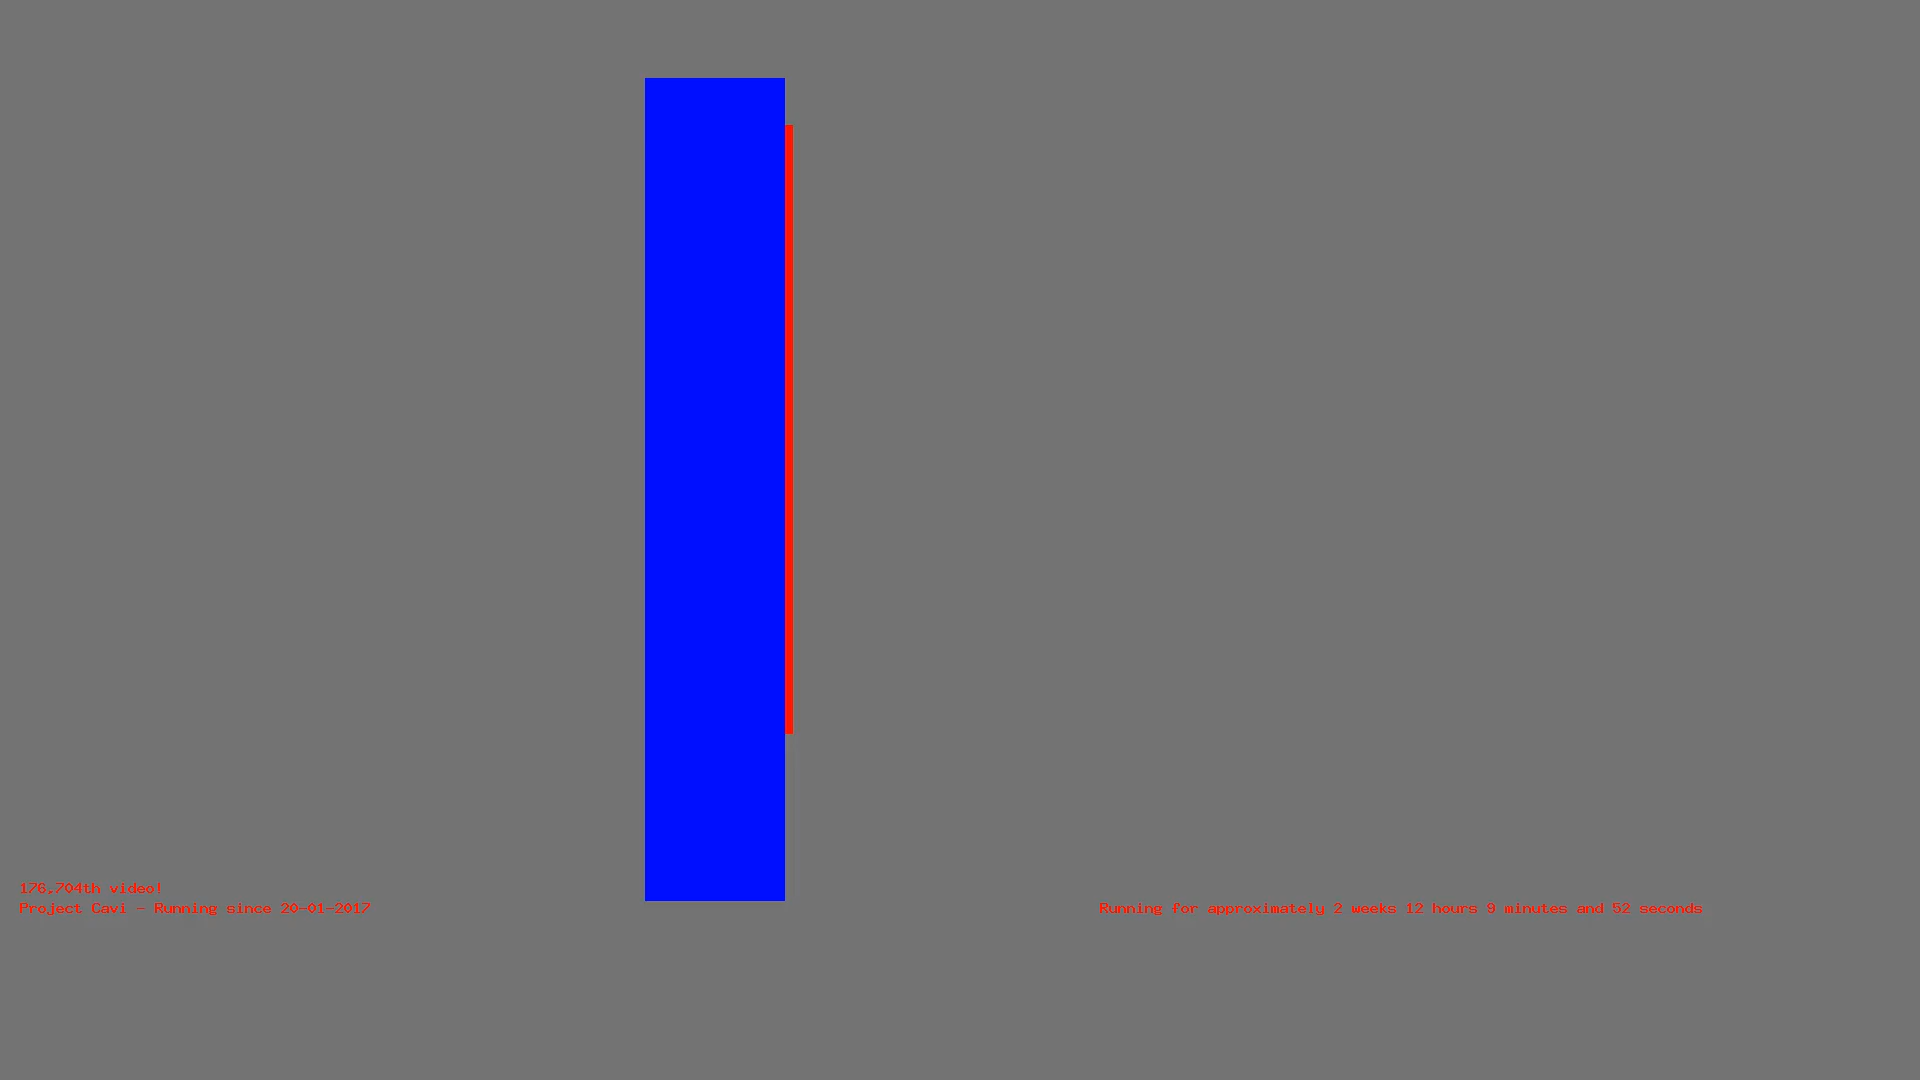 176,704th video!
Project Cavi - Running since 20-01-2017
Running for approximately 2 weeks 12 hours 9 minutes and 52 seconds